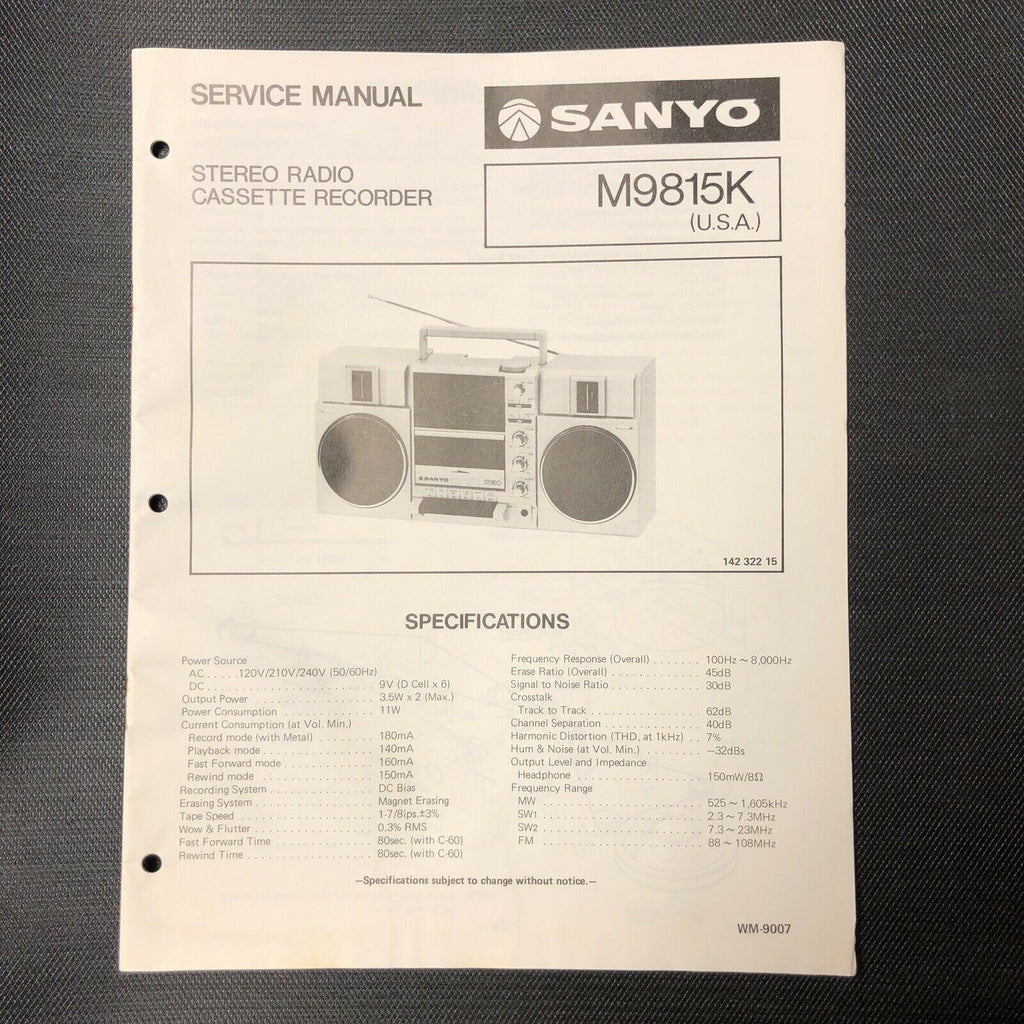 SERVICE MANUAL
SANYO
STEREO RADIO
CASSETTE RECORDER
M9815K
(U.S.A.)
SANYO
STEREO
142 322 15
SPECIFICATIONS
Power Source
AC . . . . .120V/210V/240V (50/60Hz)
DC . . . . . . . . . . . . . . . . . . . . . . 9V (D Cell x 6)
Output Power . . . . . . . . . . . . . . . 3.5W x 2 (Max.)
Power Consumption . . . . . . . . . . . 11W
Current Consumption (at Vol. Min.)
Record mode (with Metal) . . . . . . . 180mA
Playback mode . . . . . . . . . . . . . . 140mA
Fast Forward mode . . . . . . . . . . . 160mA
Rewind mode . . . . . . . . . . . . . . 150mA
Recording System . . . . . . . . . . . . . DC Bias
Erasing System . . . . . . . . . . . . . . Magnet Erasing
Tape Speed . . . . . . . . . . . . . . . . 1-7/8ips.±3%
Wow & Flutter . . . . . . . . . . . . . . 0.3% RMS
Fast Forward Time . . . . . . . . . . . . 80sec. (with C-60)
Rewind Time . . . . . . . . . . . . . . . 80sec. (with C-60)
Frequency Response (Overall) . . . . . . . 100Hz ~ 8,000Hz
Erase Ratio (Overall) . . . . . . . . . . . . 45dB
Signal to Noise Ratio . . . . . . . . . . . . 30dB
Crosstalk
Track to Track . . . . . . . . . . . . . . . 62dB
Channel Separation . . . . . . . . . . . . . 40dB
Harmonic Distortion (THD, at 1kHz) . . 7%
Hum & Noise (at Vol. Min.) . . . . . . . . —32dBs
Output Level and Impedance
Headphone . . . . . . . . . . . . . . . . . 150mW/8Ω
Frequency Range
MW . . . . . . . . . . . . . . . . . . . . . 525 ~ 1,605kHz
SW1 . . . . . . . . . . . . . . . . . . . . . 2.3 ~ 7.3MHz
SW2 . . . . . . . . . . . . . . . . . . . . . 7.3 ~ 23MHz
FM . . . . . . . . . . . . . . . . . . . . . 88 ~ 108MHz
—Specifications subject to change without notice.—
WM-9007